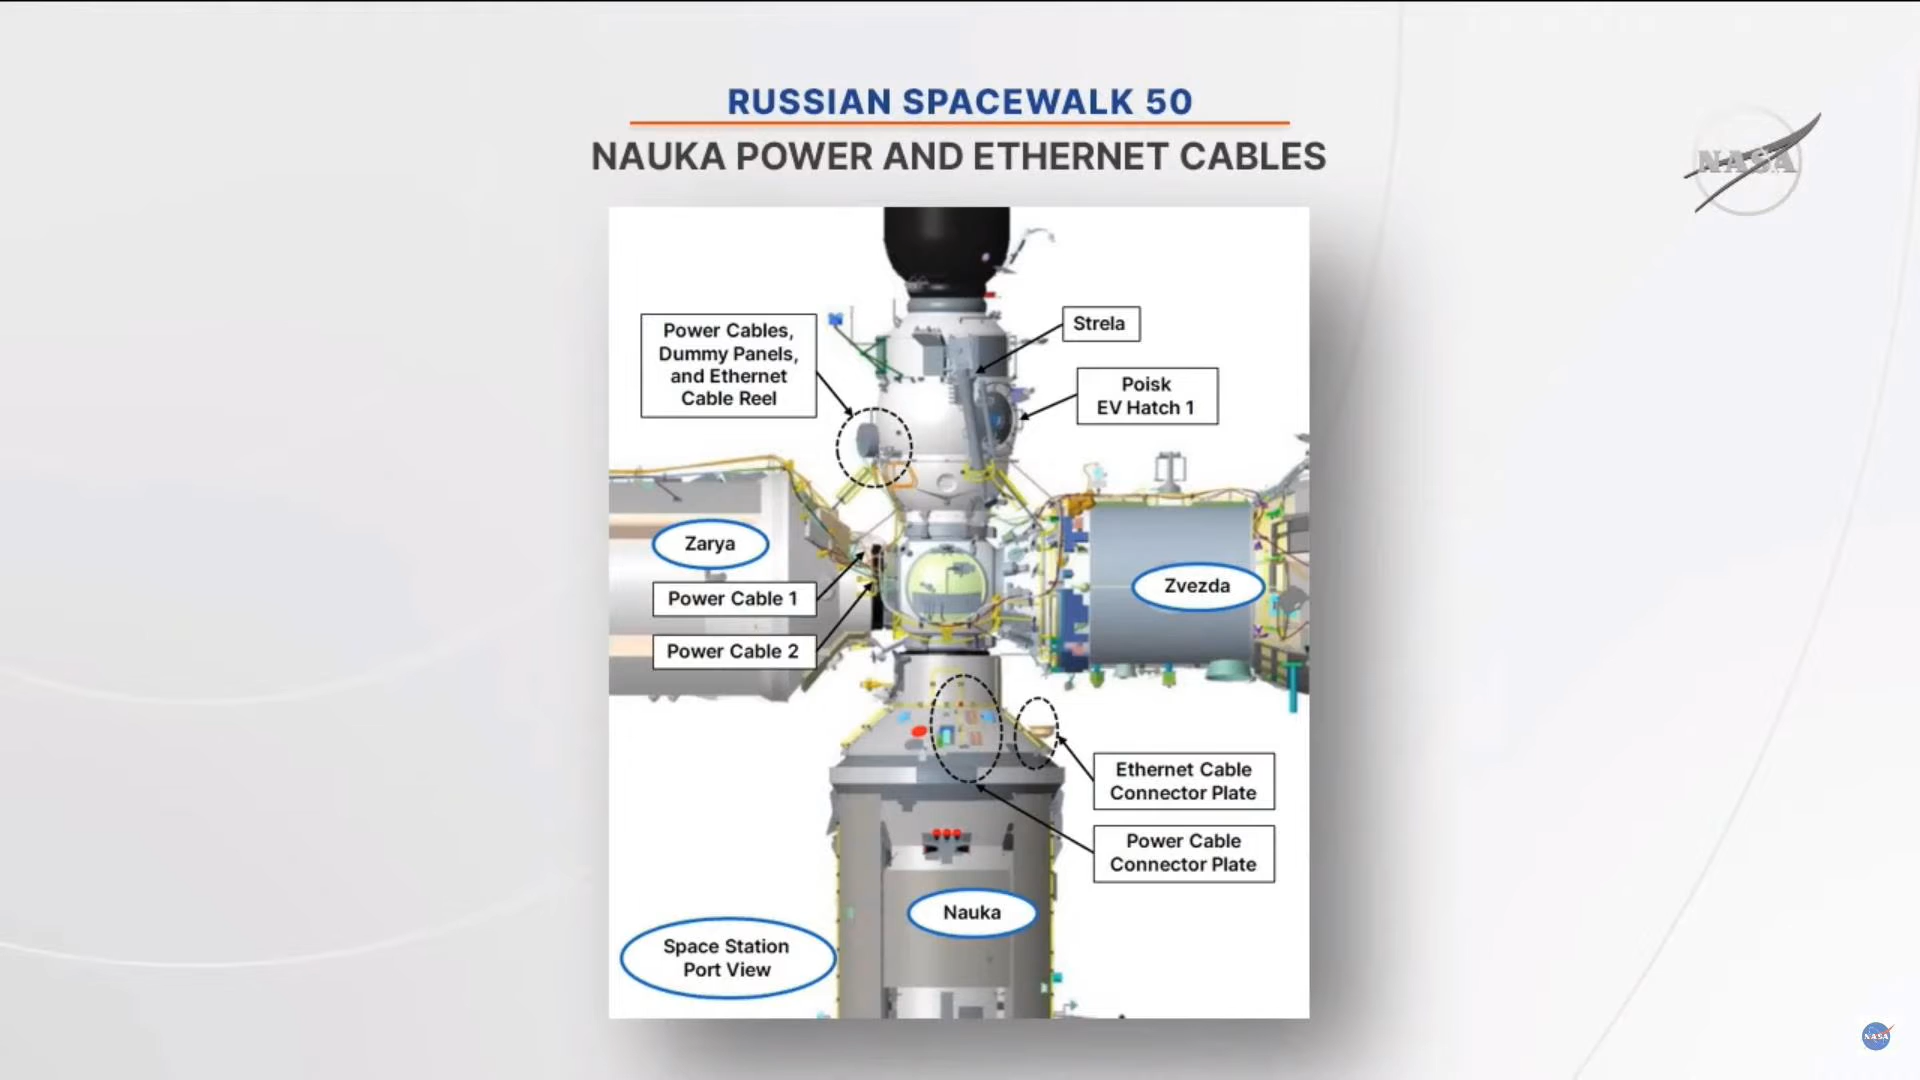 RUSSIAN SPACEWALK 50
NAUKA POWER AND ETHERNET CABLES
NASA
Power Cables,
Dummy Panels,
and Ethernet
Cable Reel
Strela
Poisk
EV Hatch 1
Zarya
Zvezda
Power Cable 1
Power Cable 2
Ethernet Cable
Connector Plate
Power Cable
Connector Plate
Nauka
Space Station
Port View
NASA